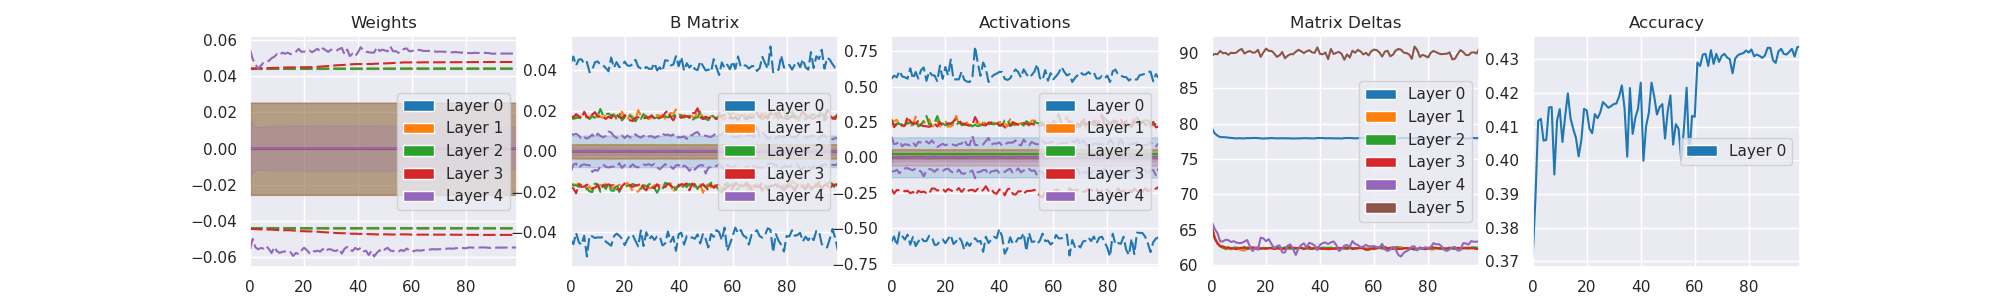 Weights
0.06
0.04
0.02
0.00
−0.02
−0.04
−0.06
0
20
40
60
80
Layer 0
Layer 1
Layer 2
Layer 3
Layer 4
B Matrix
0.04
0.02
0.00
−0.02
−0.04
0
20
40
60
80
Layer 0
Layer 1
Layer 2
Layer 3
Layer 4
Activations
0.75
0.50
0.25
0.00
−0.25
−0.50
−0.75
0
20
40
60
80
Layer 0
Layer 1
Layer 2
Layer 3
Layer 4
Matrix Deltas
90
85
80
75
70
65
60
0
20
40
60
80
Layer 0
Layer 1
Layer 2
Layer 3
Layer 4
Layer 5
Accuracy
0.43
0.42
0.41
0.40
0.39
0.38
0.37
0
20
40
60
80
Layer 0